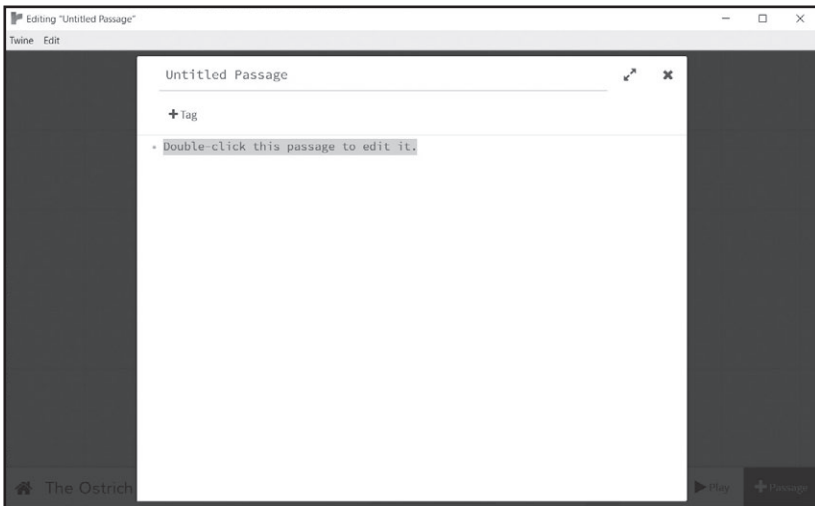 Editing "Untitled Passage"
Twine Edit
Untitled Passage
+ Tag
Double-click this passage to edit it.
The Ostrich
Play
+ Passage